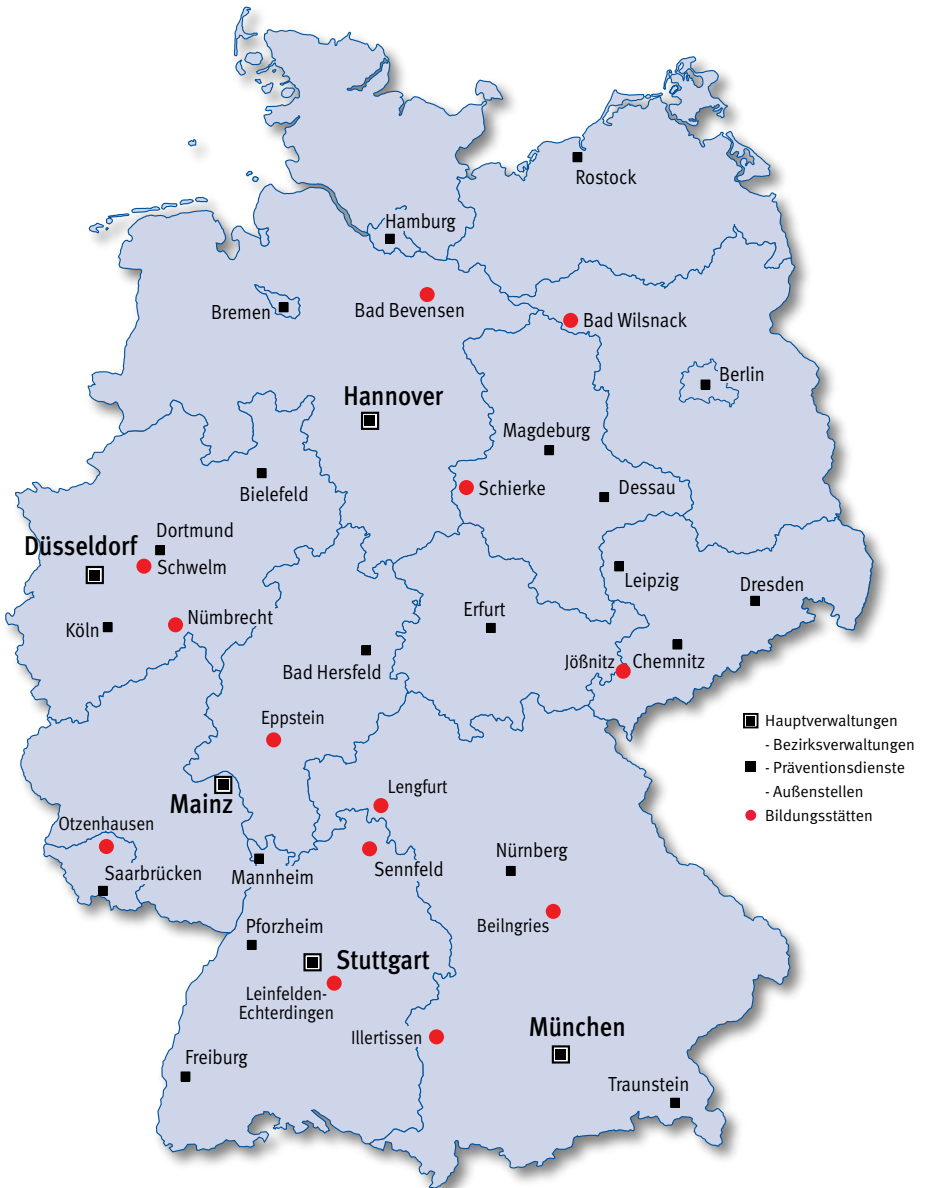 Rostock
Hamburg
Bad Bevensen
Bremen
Bad Wilsnack
Berlin
Hannover
Magdeburg
Bielefeld
Schierke
Dessau
Dortmund
Düsseldorf
Schwelm
Leipzig
Dresden
Köln
Nümbrecht
Erfurt
Bad Hersfeld
Jößnitz
Chemnitz
Eppstein
Hauptverwaltungen
- Bezirksverwaltungen
- Präventionsdienste
- Außenstellen
Bildungsstätten
Mainz
Lengfurt
Otzenhausen
Saarbrücken
Mannheim
Sennfeld
Nürnberg
Beilngries
Pforzheim
Stuttgart
Leinfelden-
Echterdingen
Illertissen
München
Freiburg
Traunstein